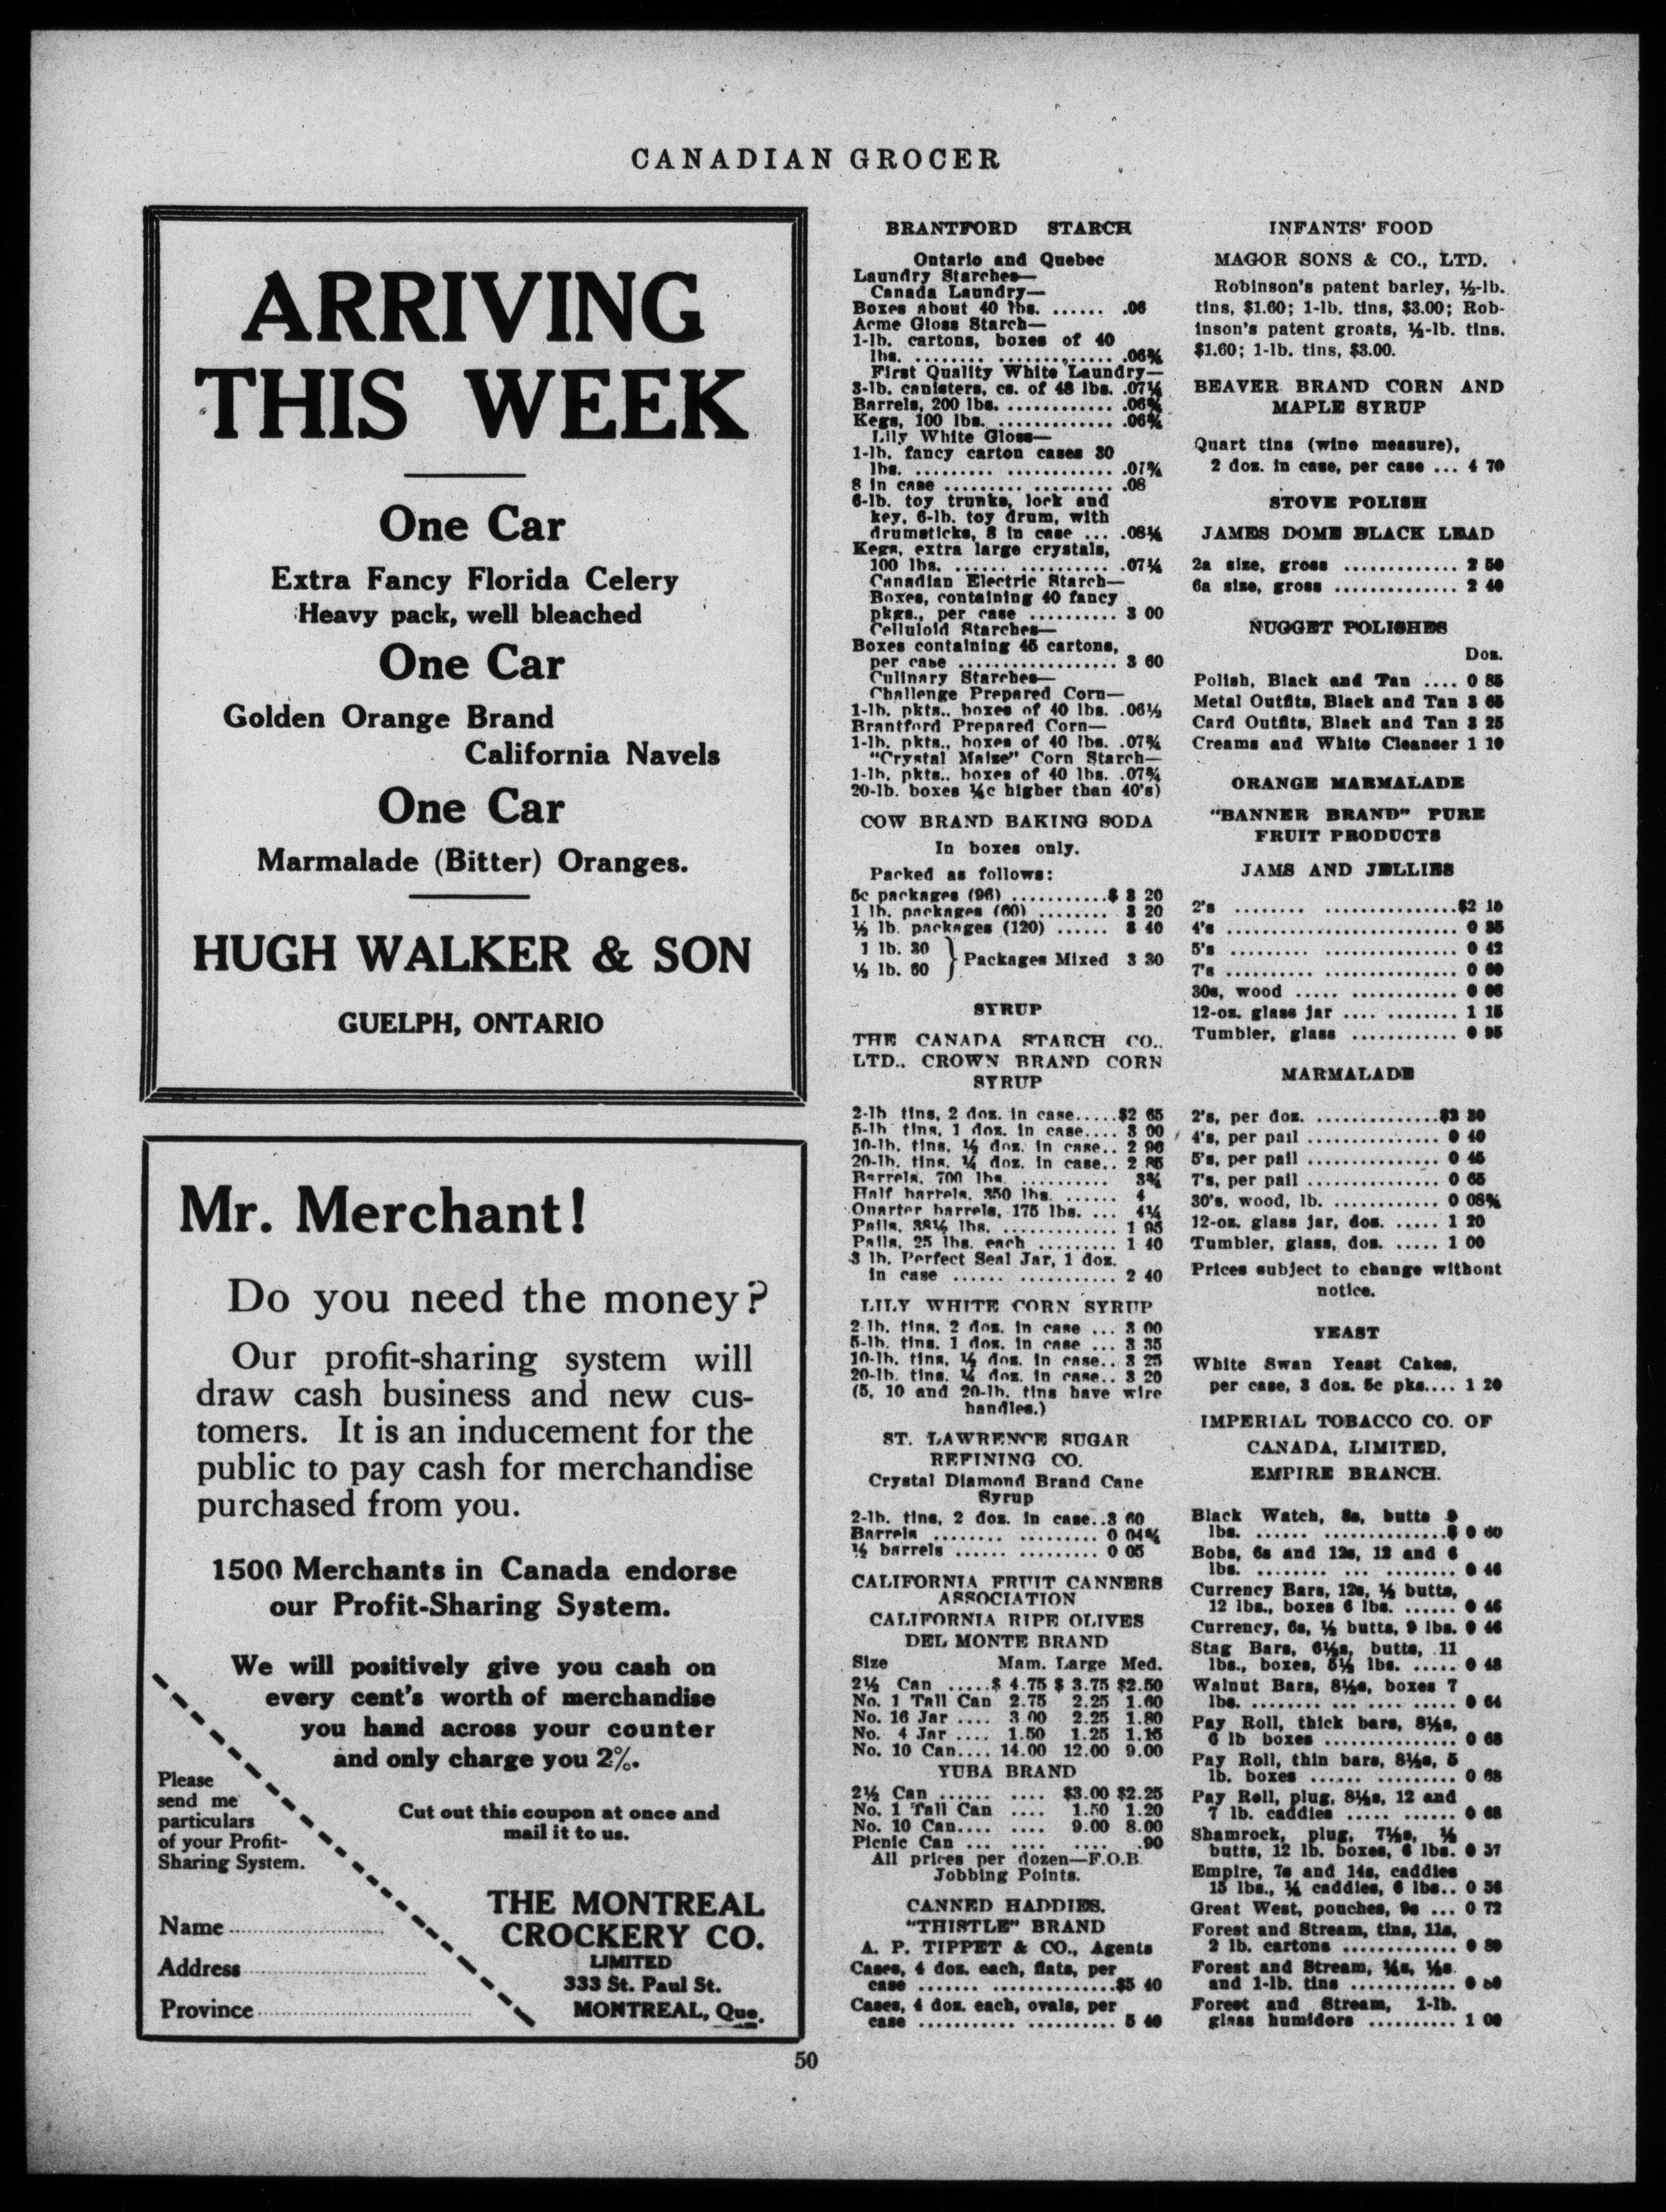 CANADIAN GROCER
ARRIVING
THIS WEEK
One Car
Extra Fancy Florida Celery
Heavy pack, well bleached
One Car
Golden Orange Brand
California Navels
One Car
Marmalade (Bitter) Oranges.
HUGH WALKER & SON
GUELPH, ONTARIO
Mr. Merchant!
Do you need the money?
Our profit-sharing system will
draw cash business and new cus-
tomers. It is an inducement for the
public to pay cash for merchandise
purchased from you.
1500 Merchants in Canada endorse
our Profit-Sharing System.
We will positively give you cash on
every cent's worth of merchandise
you hand across your counter
and only charge you 2%.
Please
send me
particulars
of your Profit-
Sharing System.
Cut out this coupon at once and
mail it to us.
Name
Address
Province
THE MONTREAL
CROCKERY CO.
LIMITED
333 St. Paul St.
MONTREAL, Que.
BRANTFORD STARCH
Ontario and Quebec
Laundry Starches—
Canada Laundry—
Boxes about 40 lbs. ...... .06
Acme Gloss Starch—
1-lb. cartons, boxes of 40
lbs. ........ ............. .06¾
First Quality White Laundry—
3-lb. canisters, cs. of 48 lbs. .07¼
Barrels, 200 lbs. ............ .06¾
Kegs, 100 lbs. ............. .06¾
Lily White Gloss—
1-lb. fancy carton cases 30
lbs. ......... ............ .07¾
8 in case ......... ......... .08
6-lb. toy trunks, lock and
key, 6-lb. toy drum, with
drumsticks, 8 in case ... .08¼
Kegs, extra large crystals,
100 lbs. ...... .......... .07¼
Canadian Electric Starch—
Boxes, containing 40 fancy
pkgs., per case .......... 3 00
Celluloid Starches—
Boxes containing 45 cartons,
per case .................. 3 60
Culinary Starches—
Challenge Prepared Corn—
1-lb. pkts., boxes of 40 lbs. .06½
Brantford Prepared Corn—
1-lb. pkts., boxes of 40 lbs. .07¾
"Crystal Maize" Corn Starch—
1-lb. pkts., boxes of 40 lbs. .07¾
20-lb. boxes ¼c higher than 40's)
COW BRAND BAKING SODA
In boxes only.
Packed as follows:
5c packages (96) ...........$ 3 20
1 lb. packages (60) ........ 3 20
½ lb. packages (120) ...... 3 40
1 lb. 30
½ lb. 60 } Packages Mixed 3 30
SYRUP
THE CANADA STARCH CO.,
LTD., CROWN BRAND CORN
SYRUP
2-lb tins, 2 doz. in case.....$2 65
5-lb tins, 1 doz. in case.... 3 00
10-lb. tins, ½ doz. in case.. 2 90
20-lb. tins, ¼ doz. in case.. 2 85
Barrels, 700 lbs. .......... 3¾
Half barrels, 350 lbs. ...... 4
Quarter barrels, 175 lbs. ... 4¼
Pails, 38½ lbs. ............. 1 95
Pails, 25 lbs. each ......... 1 40
3 lb. Perfect Seal Jar, 1 doz.
in case ...... ........... 2 40
LILY WHITE CORN SYRUP
2-lb. tins, 2 doz. in case ... 3 00
5-lb. tins, 1 doz. in case ... 3 35
10-lb. tins, ½ doz. in case.. 3 25
20-lb. tins, ¼ doz. in case.. 3 20
(5, 10 and 20-lb. tins have wire
handles.)
ST. LAWRENCE SUGAR
REFINING CO.
Crystal Diamond Brand Cane
Syrup
2-lb. tins, 2 doz. in case..3 60
Barrels ........ ......... 0 04¾
½ barrels ...... ......... 0 05
CALIFORNIA FRUIT CANNERS
ASSOCIATION
CALIFORNIA RIPE OLIVES
DEL MONTE BRAND
Size Mam. Large Med.
2½ Can .....$ 4.75 $ 3.75 $2.50
No. 1 Tall Can 2.75 2.25 1.60
No. 16 Jar .... 3.00 2.25 1.80
No. 4 Jar .... 1.50 1.25 1.15
No. 10 Can.... 14.00 12.00 9.00
YUBA BRAND
2½ Can ...... .... $3.00 $2.25
No. 1 Tall Can .... 1.50 1.20
No. 10 Can.... .... 9.00 8.00
Picnic Can ... .... .... .90
All prices per dozen—F.O.B.
Jobbing Points.
CANNED HADDIES.
"THISTLE" BRAND
A. P. TIPPET & CO., Agents
Cases, 4 doz. each, flats, per
case ....... ..............$5 40
Cases, 4 doz. each, ovals, per
case ........... .......... 5 40
INFANTS' FOOD
MAGOR SONS & CO., LTD.
Robinson's patent barley, ½-lb.
tins, $1.60; 1-lb. tins, $3.00; Rob-
inson's patent groats, ½-lb. tins,
$1.60; 1-lb. tins, $3.00.
BEAVER BRAND CORN AND
MAPLE SYRUP
Quart tins (wine measure),
2 doz. in case, per case ... 4 70
STOVE POLISH
JAMES DOME BLACK LEAD
2a size, gross ............. 2 50
6a size, gross .............. 2 40
NUGGET POLISHES
Doz.
Polish, Black and Tan .... 0 85
Metal Outfits, Black and Tan 3 65
Card Outfits, Black and Tan 3 25
Creams and White Cleanser 1 10
ORANGE MARMALADE
"BANNER BRAND" PURE
FRUIT PRODUCTS
JAMS AND JELLIES
2's ........ ...............$2 10
4's .......................... 0 35
5's ......... ............... 0 42
7's .......... ............... 0 60
30s, wood ..... ............ 0 08
12-oz. glass jar .... ........ 1 15
Tumbler, glass ............ 0 95
MARMALADE
2's, per doz. ..............$2 30
4's, per pail ............... 0 40
5's, per pail ............... 0 45
7's, per pail ............... 0 65
30's, wood, lb. ............ 0 08¾
12-oz. glass jar, doz. ..... 1 20
Tumbler, glass, doz. ..... 1 00
Prices subject to change without
notice.
YEAST
White Swan Yeast Cakes,
per case, 3 doz. 5c pks.... 1 20
IMPERIAL TOBACCO CO. OF
CANADA, LIMITED,
EMPIRE BRANCH.
Black Watch, 8s, butts 9
lbs. ...... ..............$ 0 60
Bobs, 6s and 12s, 12 and 6
lbs. ........ ... ........ 0 46
Currency Bars, 12s, ½ butts,
12 lbs., boxes 6 lbs. ...... 0 46
Currency, 6s, ½ butts, 9 lbs. 0 46
Stag Bars, 6½s, butts, 11
lbs., boxes, 5½ lbs. ..... 0 48
Walnut Bars, 8½s, boxes 7
lbs. ........ ......... ..... 0 64
Pay Roll, thick bars, 8½s,
6 lb boxes ............... 0 68
Pay Roll, thin bars, 8½s, 5
lb. boxes ...... ......... 0 68
Pay Roll, plug, 8½s, 12 and
7 lb. caddies ..... ...... 0 68
Shamrock, plug, 7½s, ½
butts, 12 lb. boxes, 6 lbs. 0 57
Empire, 7s and 14s, caddies
15 lbs., ¼ caddies, 6 lbs.. 0 56
Great West, pouches, 9s ... 0 72
Forest and Stream, tins, 11s,
2 lb. cartons ............. 0 80
Forest and Stream, ¼s, ½s
and 1-lb. tins ............ 0 80
Forest and Stream, 1-lb.
glass humidors .......... 1 00
50